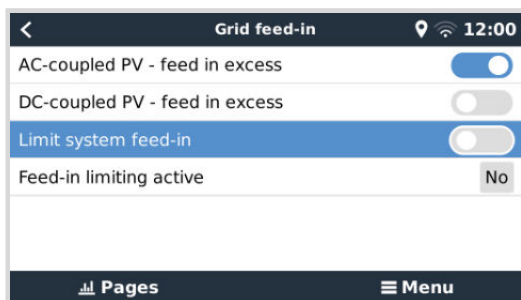 Grid feed-in 12:00
AC-coupled PV - feed in excess
DC-coupled PV - feed in excess
Limit system feed-in
Feed-in limiting active No
Pages Menu